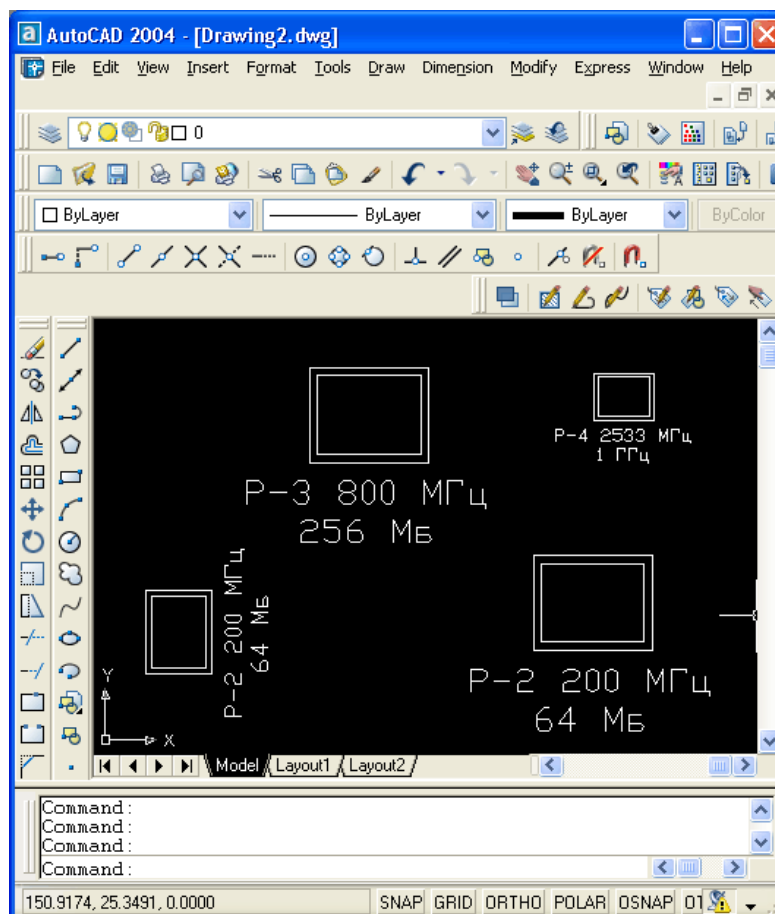 AutoCAD 2004 - [Drawing2.dwg]
File Edit View Insert Format Tools Draw Dimension Modify Express Window Help
0
ByLayer ByLayer ByLayer ByColor
Р-3 800 МГц
256 Мб
Р-4 2533 МГц
1 ГГц
Р-2 200 МГц
64 Мб
Р-2 200 МГц
64 Мб
Y
X
Model Layout1 Layout2
Command:
Command:
Command:
Command:
150.9174, 25.3491, 0.0000 SNAP GRID ORTHO POLAR OSNAP